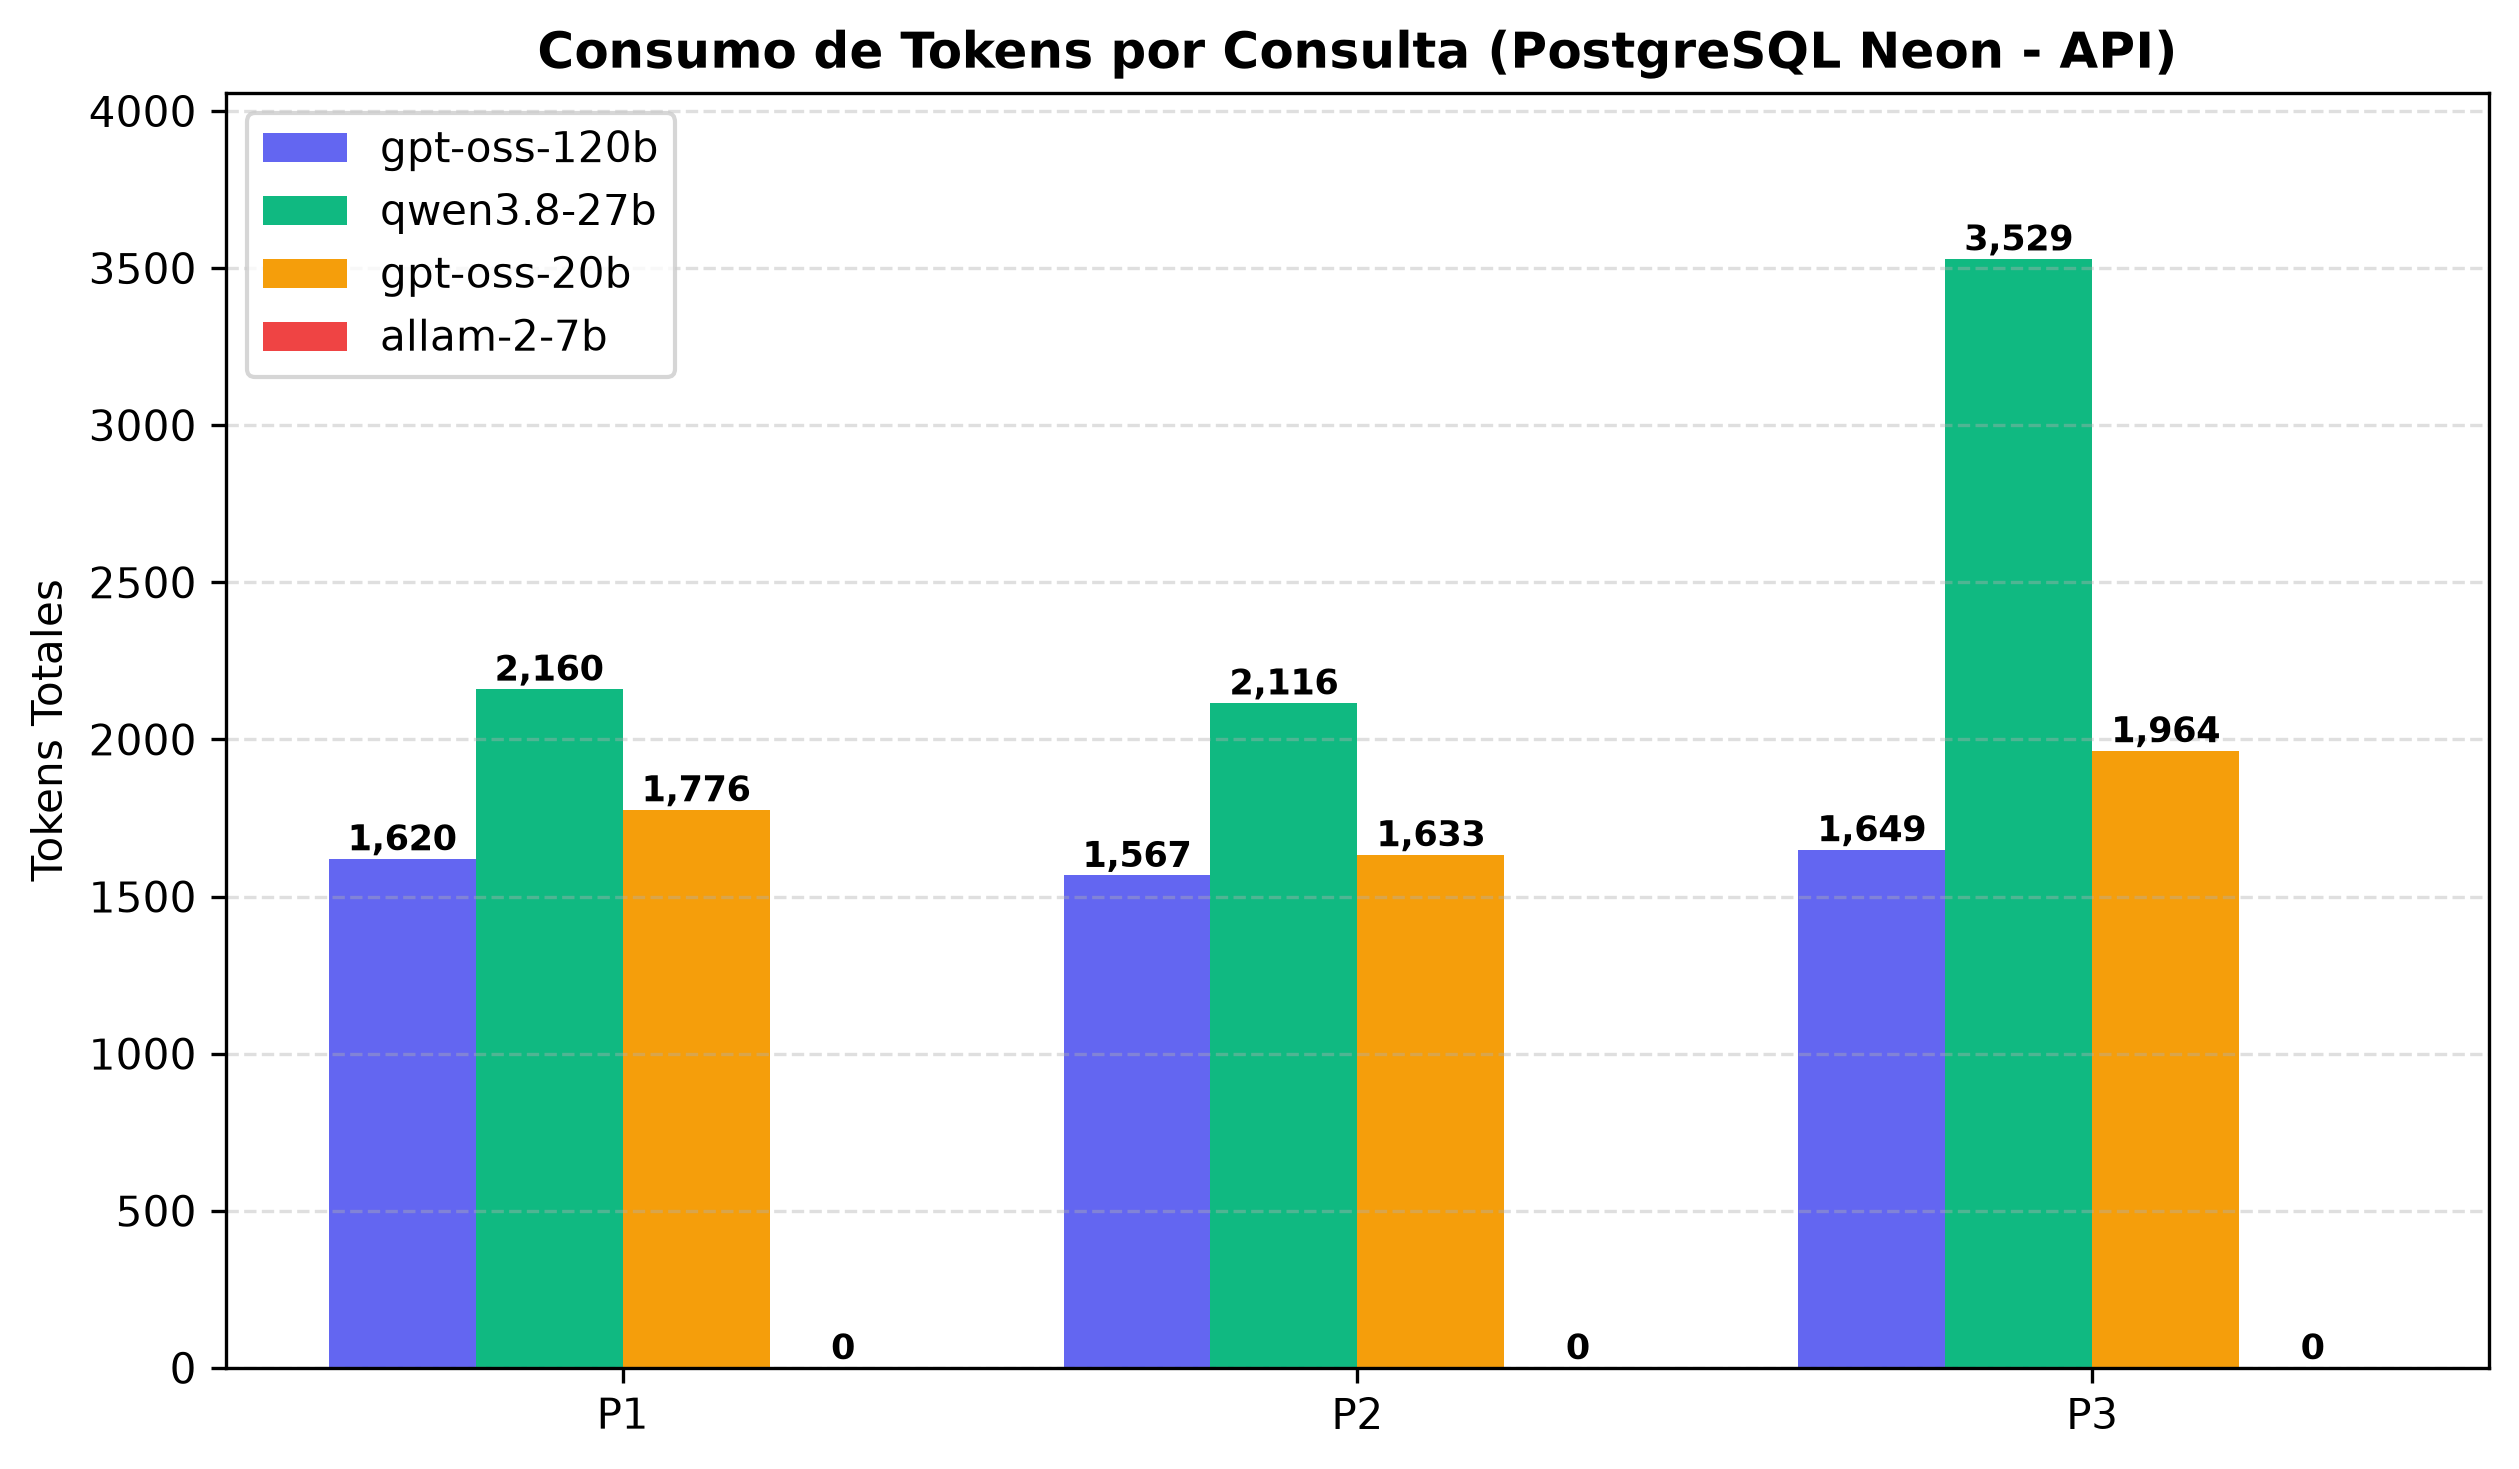 Consumo de Tokens por Consulta (PostgreSQL Neon - API)
Tokens Totales
4000
3500
3000
2500
2000
1500
1000
500
0
gpt-oss-120b
qwen3.8-27b
gpt-oss-20b
allam-2-7b
1,620
2,160
1,776
0
1,567
2,116
1,633
0
1,649
3,529
1,964
0
P1
P2
P3